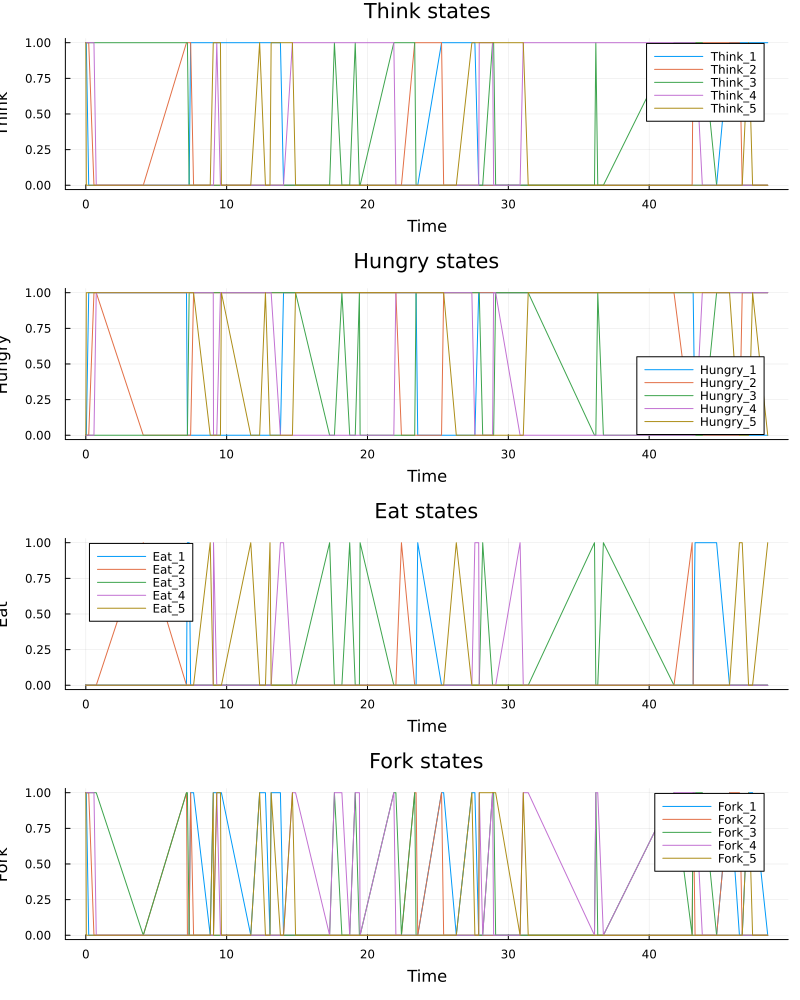 Think states
1.00
0.75
0.50
0.25
0.00
Think
Think_1
Think_2
Think_3
Think_4
Think_5
0 10 20 30 40
Time
Hungry states
1.00
0.75
0.50
0.25
0.00
Hungry
Hungry_1
Hungry_2
Hungry_3
Hungry_4
Hungry_5
0 10 20 30 40
Time
Eat states
1.00
0.75
0.50
0.25
0.00
Eat
Eat_1
Eat_2
Eat_3
Eat_4
Eat_5
0 10 20 30 40
Time
Fork states
1.00
0.75
0.50
0.25
0.00
Fork
Fork_1
Fork_2
Fork_3
Fork_4
Fork_5
0 10 20 30 40
Time